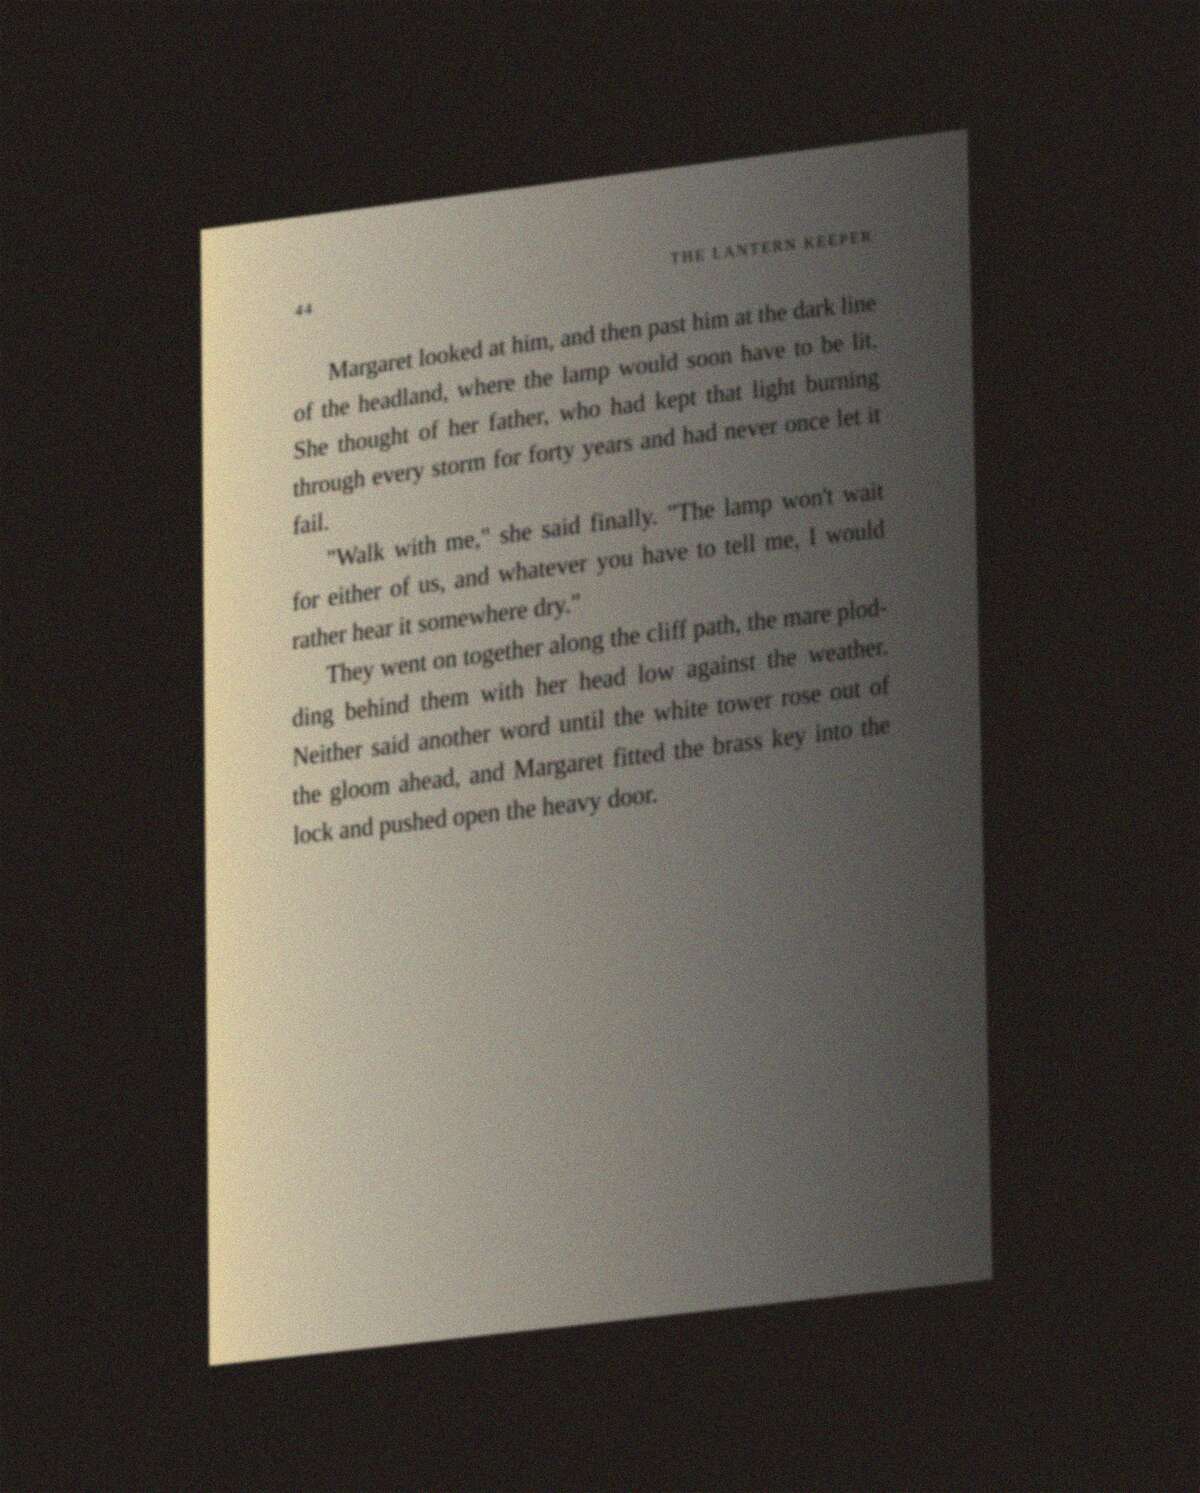 44 THE LANTERN KEEPER
Margaret looked at him, and then past him at the dark line
of the headland, where the lamp would soon have to be lit.
She thought of her father, who had kept that light burning
through every storm for forty years and had never once let it
fail.
"Walk with me," she said finally. "The lamp won't wait
for either of us, and whatever you have to tell me, I would
rather hear it somewhere dry."
They went on together along the cliff path, the mare plod-
ding behind them with her head low against the weather.
Neither said another word until the white tower rose out of
the gloom ahead, and Margaret fitted the brass key into the
lock and pushed open the heavy door.